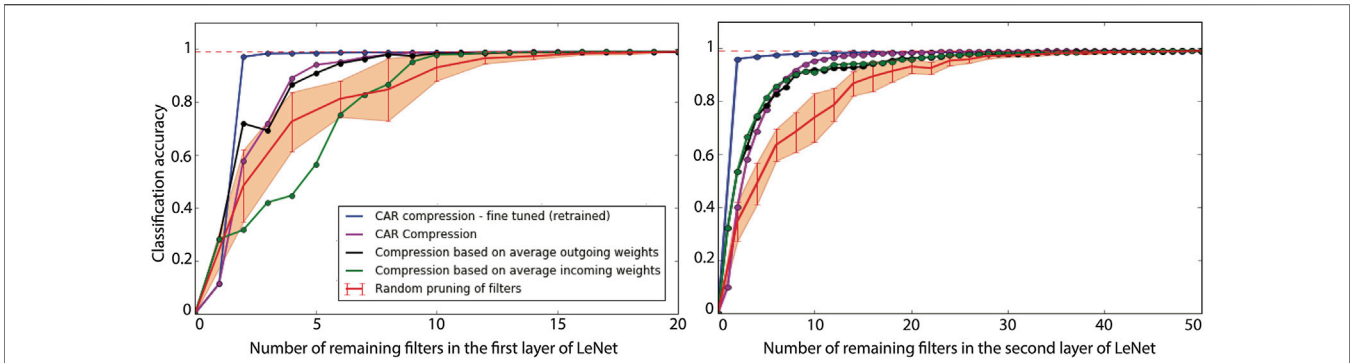 Classification accuracy
1
0.8
0.6
0.4
0.2
0
0
5
10
15
20
Number of remaining filters in the first layer of LeNet
CAR compression - fine tuned (retrained)
CAR Compression
Compression based on average outgoing weights
Compression based on average incoming weights
Random pruning of filters
1
0.8
0.6
0.4
0.2
0
0
10
20
30
40
50
Number of remaining filters in the second layer of LeNet